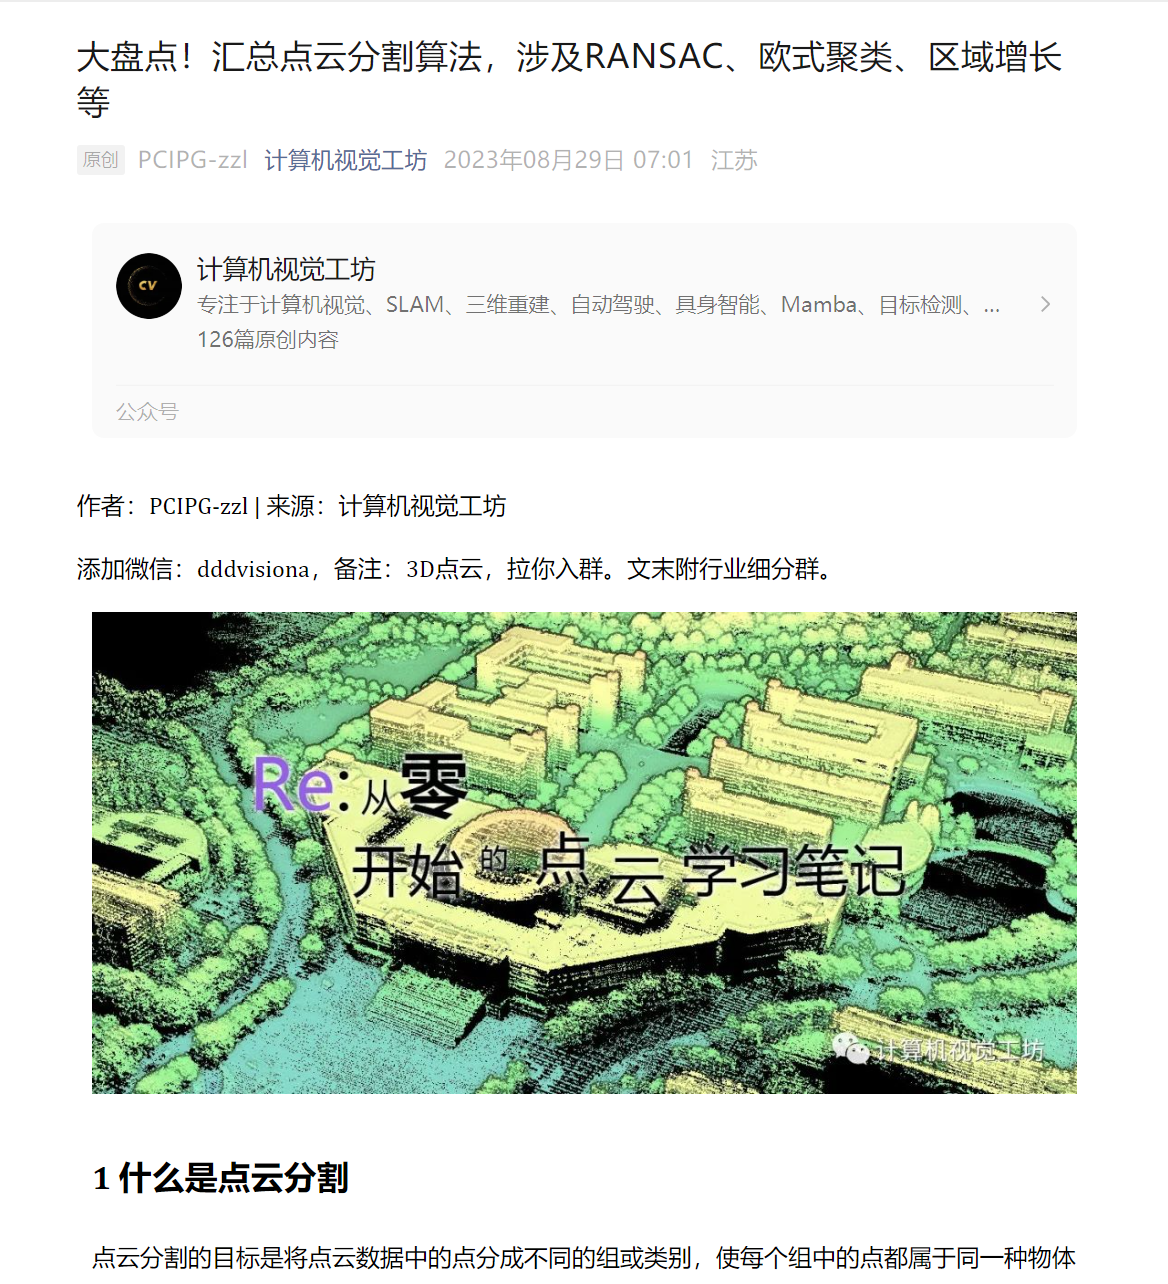 大盘点！汇总点云分割算法，涉及RANSAC、欧式聚类、区域增长
等
原创 PCIPG-zzl 计算机视觉工坊 2023年08月29日 07:01 江苏
CV
计算机视觉工坊
专注于计算机视觉、SLAM、三维重建、自动驾驶、具身智能、Mamba、目标检测、...
126篇原创内容
公众号
作者：PCIPG-zzl | 来源：计算机视觉工坊
添加微信：dddvisiona，备注：3D点云，拉你入群。文末附行业细分群。
Re:从零
开始的点云学习笔记
计算机视觉工坊
1 什么是点云分割
点云分割的目标是将点云数据中的点分成不同的组或类别，使每个组中的点都属于同一种物体